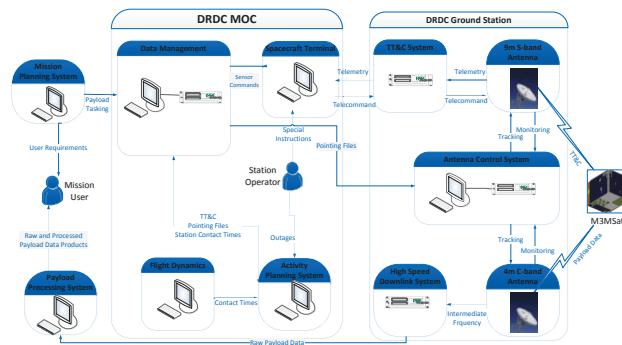 DRDC MOC
DRDC Ground Station
Mission
Planning System
Data Management
Spacecraft Terminal
TT&C System
9m S-band
Antenna
Sensor
Commands
Telemetry
Telecommand
Telemetry
Telecommand
Payload
Tasking
User Requirements
Special
Instructions
Pointing Files
Tracking
Monitoring
Mission
User
Station
Operator
Antenna Control System
TT&C
M3MSat
Raw and Processed
Payload Data Products
TT&C
Pointing Files
Station Contact Times
Outages
Tracking
Monitoring
Payload Data
Payload
Processing System
Flight Dynamics
Activity
Planning System
High Speed
Downlink System
4m C-band
Antenna
Contact Times
Intermediate
Frquency
Raw Payload Data